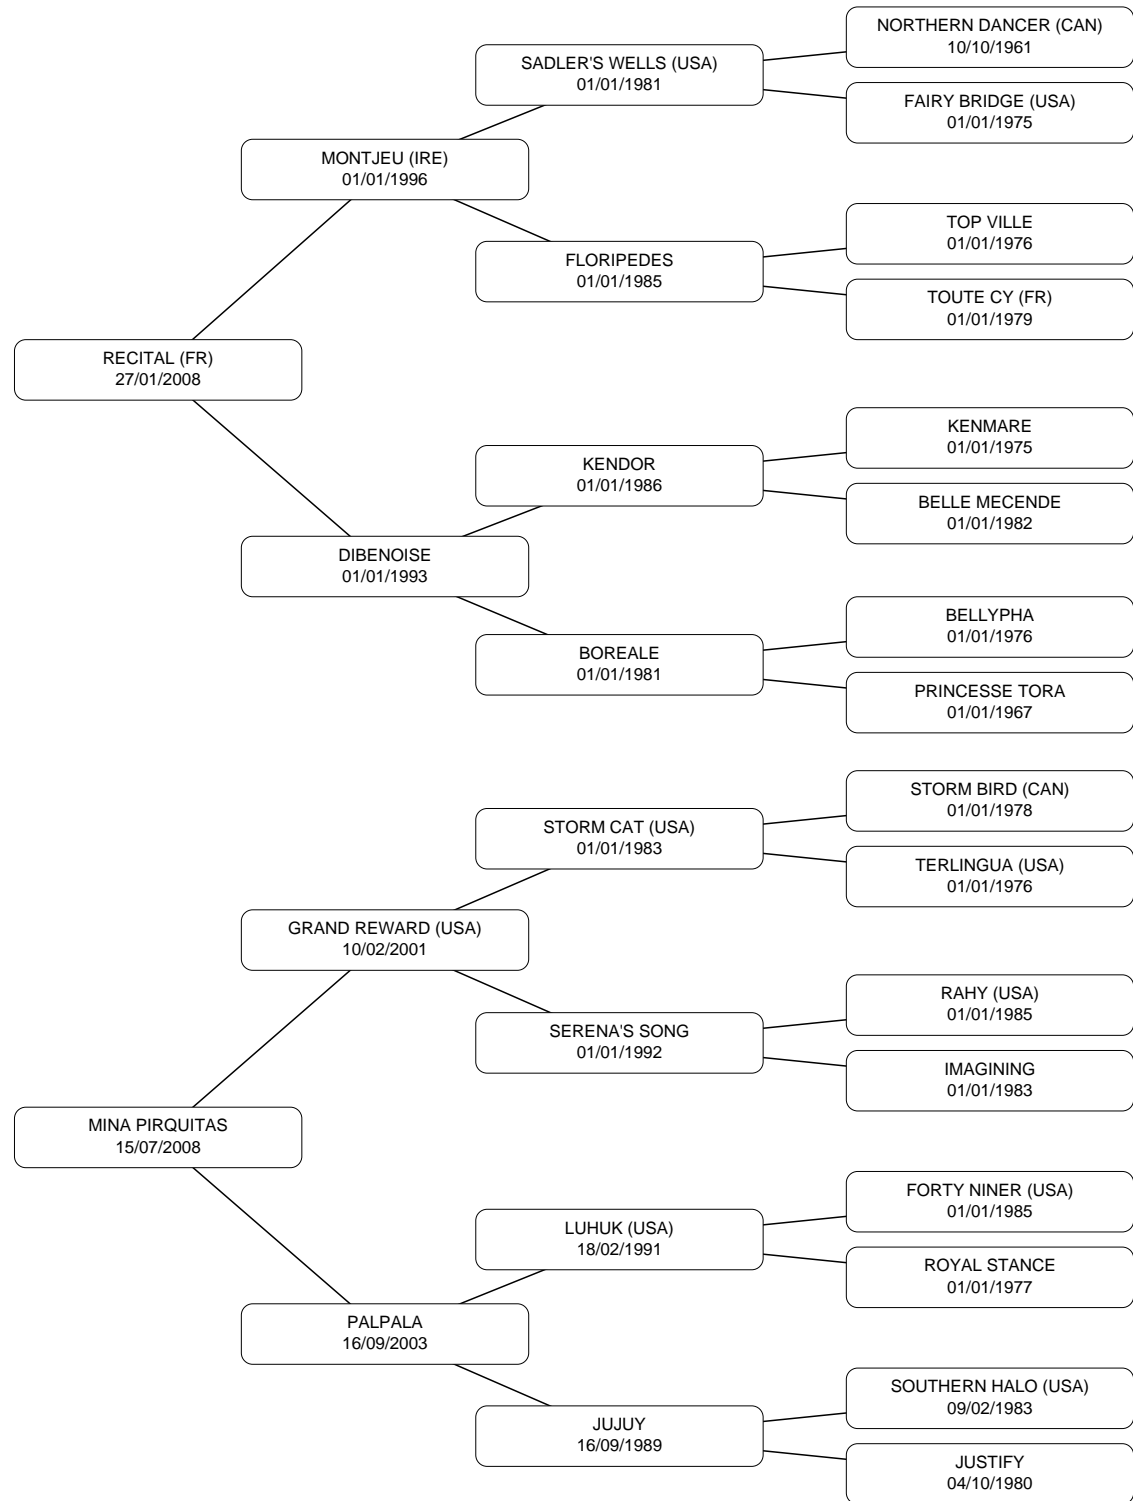 NORTHERN DANCER (CAN)
10/10/1961
SADLER'S WELLS (USA)
01/01/1981
FAIRY BRIDGE (USA)
01/01/1975
MONTJEU (IRE)
01/01/1996
TOP VILLE
01/01/1976
FLORIPEDES
01/01/1985
TOUTE CY (FR)
01/01/1979
RECITAL (FR)
27/01/2008
KENMARE
01/01/1975
KENDOR
01/01/1986
BELLE MECENDE
01/01/1982
DIBENOISE
01/01/1993
BELLYPHA
01/01/1976
BOREALE
01/01/1981
PRINCESSE TORA
01/01/1967
STORM BIRD (CAN)
01/01/1978
STORM CAT (USA)
01/01/1983
TERLINGUA (USA)
01/01/1976
GRAND REWARD (USA)
10/02/2001
RAHY (USA)
01/01/1985
SERENA'S SONG
01/01/1992
IMAGINING
01/01/1983
MINA PIRQUITAS
15/07/2008
FORTY NINER (USA)
01/01/1985
LUHUK (USA)
18/02/1991
ROYAL STANCE
01/01/1977
PALPALA
16/09/2003
SOUTHERN HALO (USA)
09/02/1983
JUJUY
16/09/1989
JUSTIFY
04/10/1980